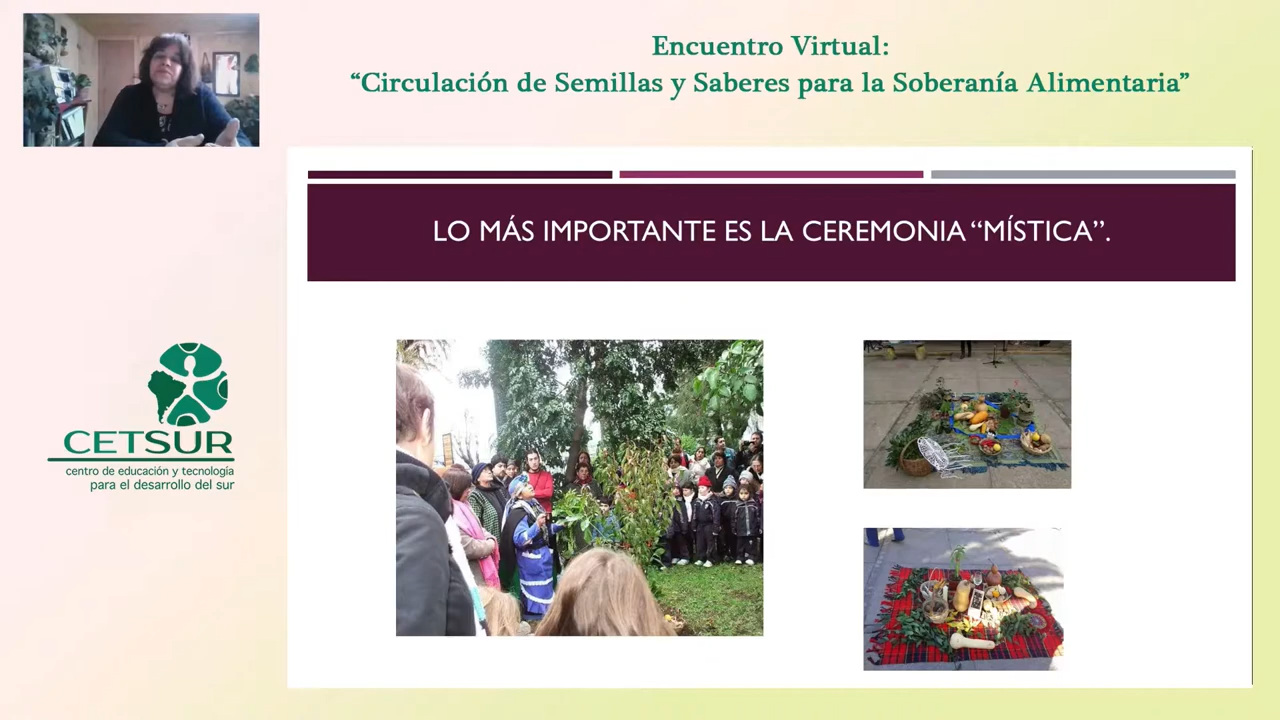 Encuentro Virtual:
“Circulación de Semillas y Saberes para la Soberanía Alimentaria”
LO MÁS IMPORTANTE ES LA CEREMONIA “MÍSTICA”.
CETSUR
centro de educación y tecnología
para el desarrollo del sur